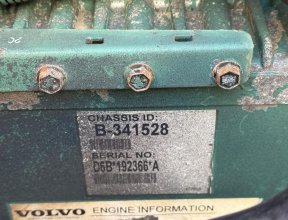 CHASSIS ID:
B-341528
SERIAL NO:
D6B*192366*A
VOLVO ENGINE INFORMATION